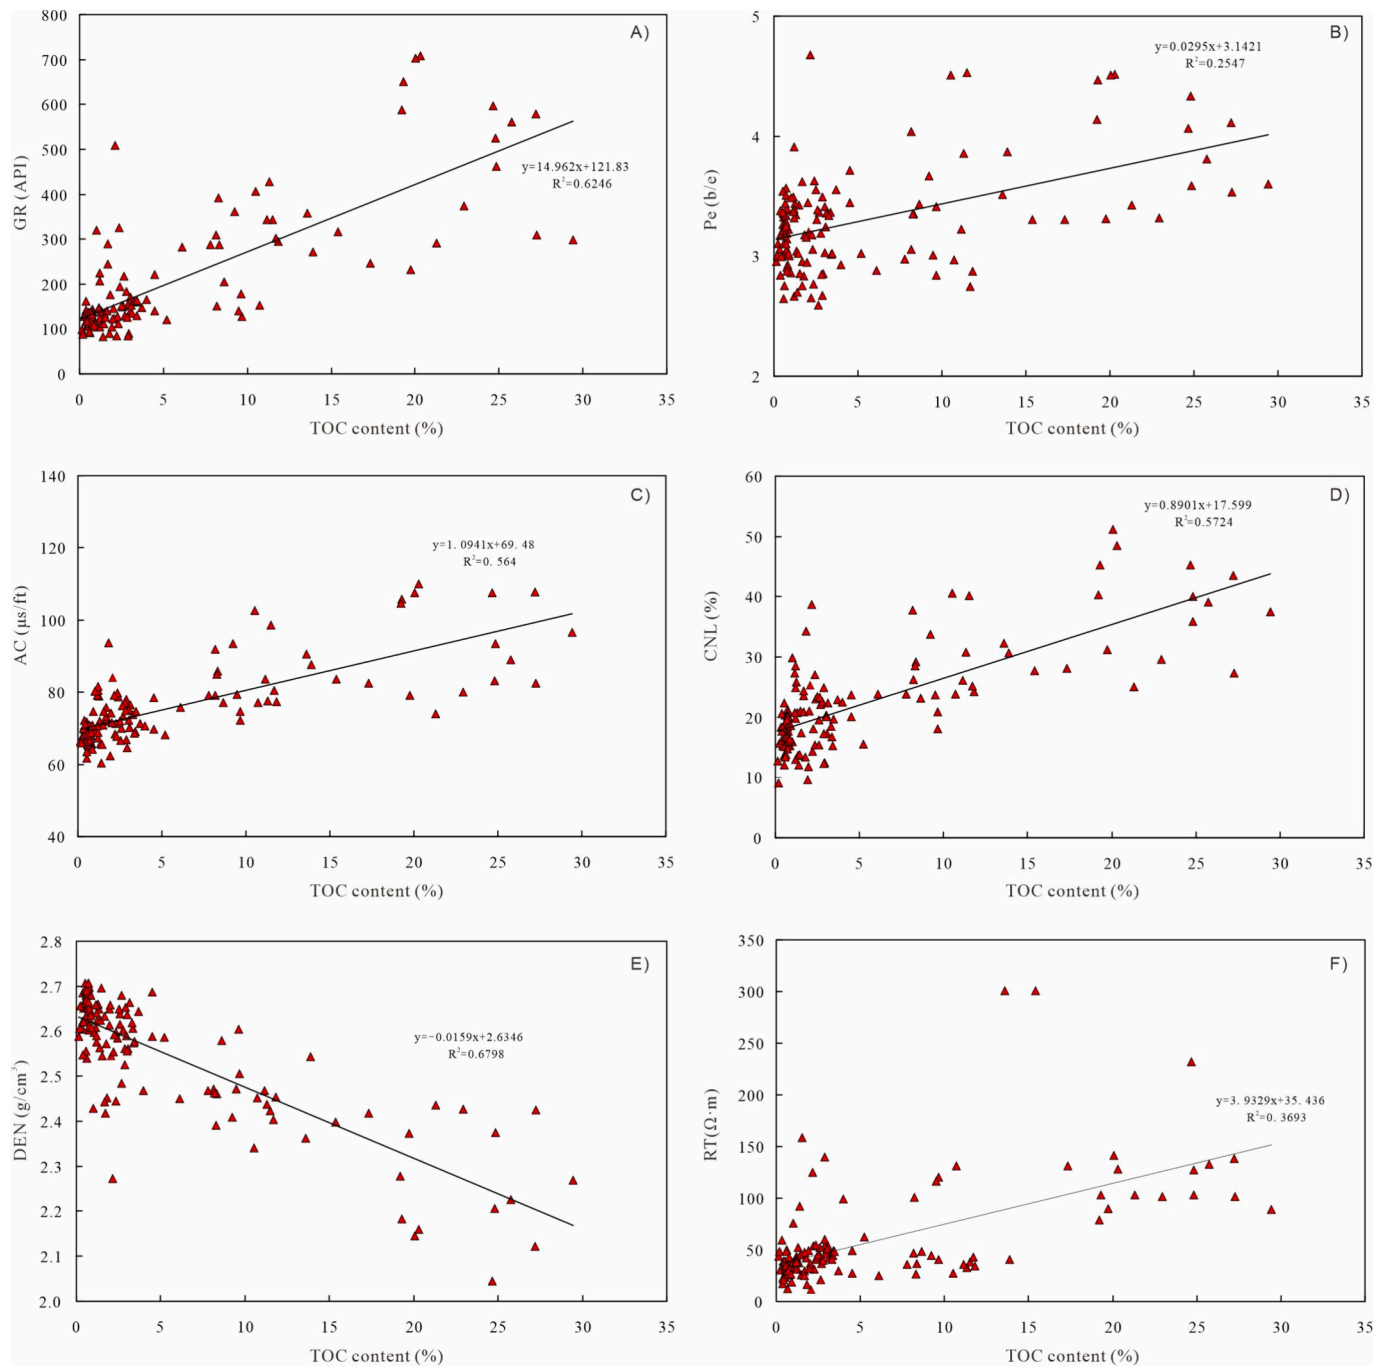 A)
y=14.962x+121.83
R²=0.6246
GR (API)
800
700
600
500
400
300
200
100
0
0 5 10 15 20 25 30 35
TOC content (%)
B)
y=0.0295x+3.1421
R²=0.2547
Pe (b/e)
5
4
3
2
0 5 10 15 20 25 30 35
TOC content (%)
C)
y=1.0941x+69.48
R²=0.564
AC (μs/ft)
140
120
100
80
60
40
0 5 10 15 20 25 30 35
TOC content (%)
D)
y=0.8901x+17.599
R²=0.5724
CNL (%)
60
50
40
30
20
10
0
0 5 10 15 20 25 30 35
TOC content (%)
E)
y=−0.0159x+2.6346
R²=0.6798
DEN (g/cm³)
2.8
2.7
2.6
2.5
2.4
2.3
2.2
2.1
2.0
0 5 10 15 20 25 30 35
TOC content (%)
F)
y=3.9329x+35.436
R²=0.3693
RT(Ω·m)
350
300
250
200
150
100
50
0
0 5 10 15 20 25 30 35
TOC content (%)